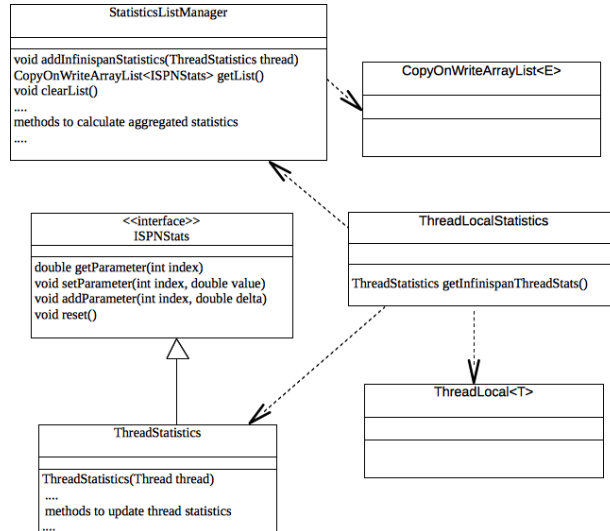 StatisticsListManager
void addInfinispanStatistics(ThreadStatistics thread)
CopyOnWriteArrayList<ISPNStats> getList()
void clearList()
....
methods to calculate aggregated statistics
....
CopyOnWriteArrayList<E>
<<interface>>
ISPNStats
double getParameter(int index)
void setParameter(int index, double value)
void addParameter(int index, double delta)
void reset()
ThreadLocalStatistics
ThreadStatistics getInfinispanThreadStats()
ThreadLocal<T>
ThreadStatistics
ThreadStatistics(Thread thread)
....
methods to update thread statistics
....